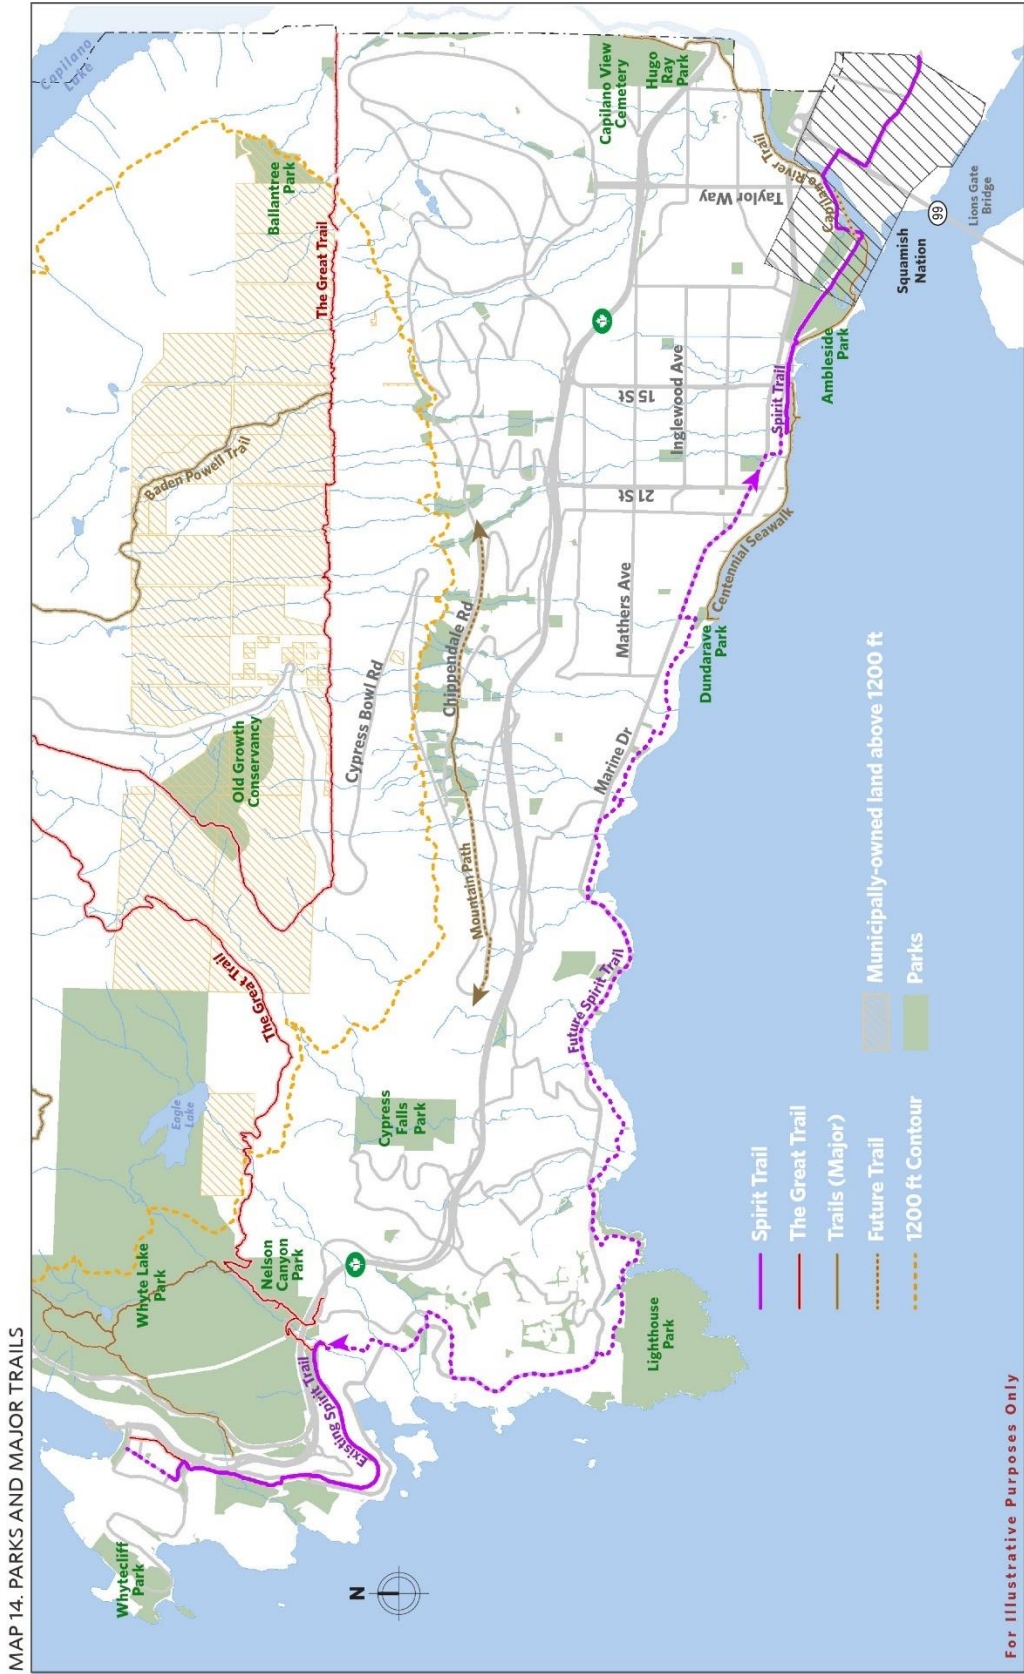 MAP 14. PARKS AND MAJOR TRAILS
Capilano
Lake
Whytecliff
Park
Whyte Lake
Park
Eagle
Lake
Nelson
Canyon
Park
The Great Trail
Old Growth
Conservancy
Baden Powell Trail
Ballantree
Park
The Great Trail
Existing Spirit Trail
Cypress
Falls
Park
Cypress Bowl Rd
Mountain Path
Chippendale Rd
Capilano View
Cemetery
Hugo
Ray
Park
Future Spirit Trail
Marine Dr
Mathers Ave
21 St
15 St
Inglewood Ave
Taylor Way
Capilano River Trail
Lighthouse
Park
Dundarave
Park
Centennial Seawalk
Spirit Trail
Ambleside
Park
Squamish
Nation
99
Lions Gate
Bridge
N
Spirit Trail
The Great Trail
Trails (Major)
Future Trail
1200 ft Contour
Municipally-owned land above 1200 ft
Parks
For Illustrative Purposes Only